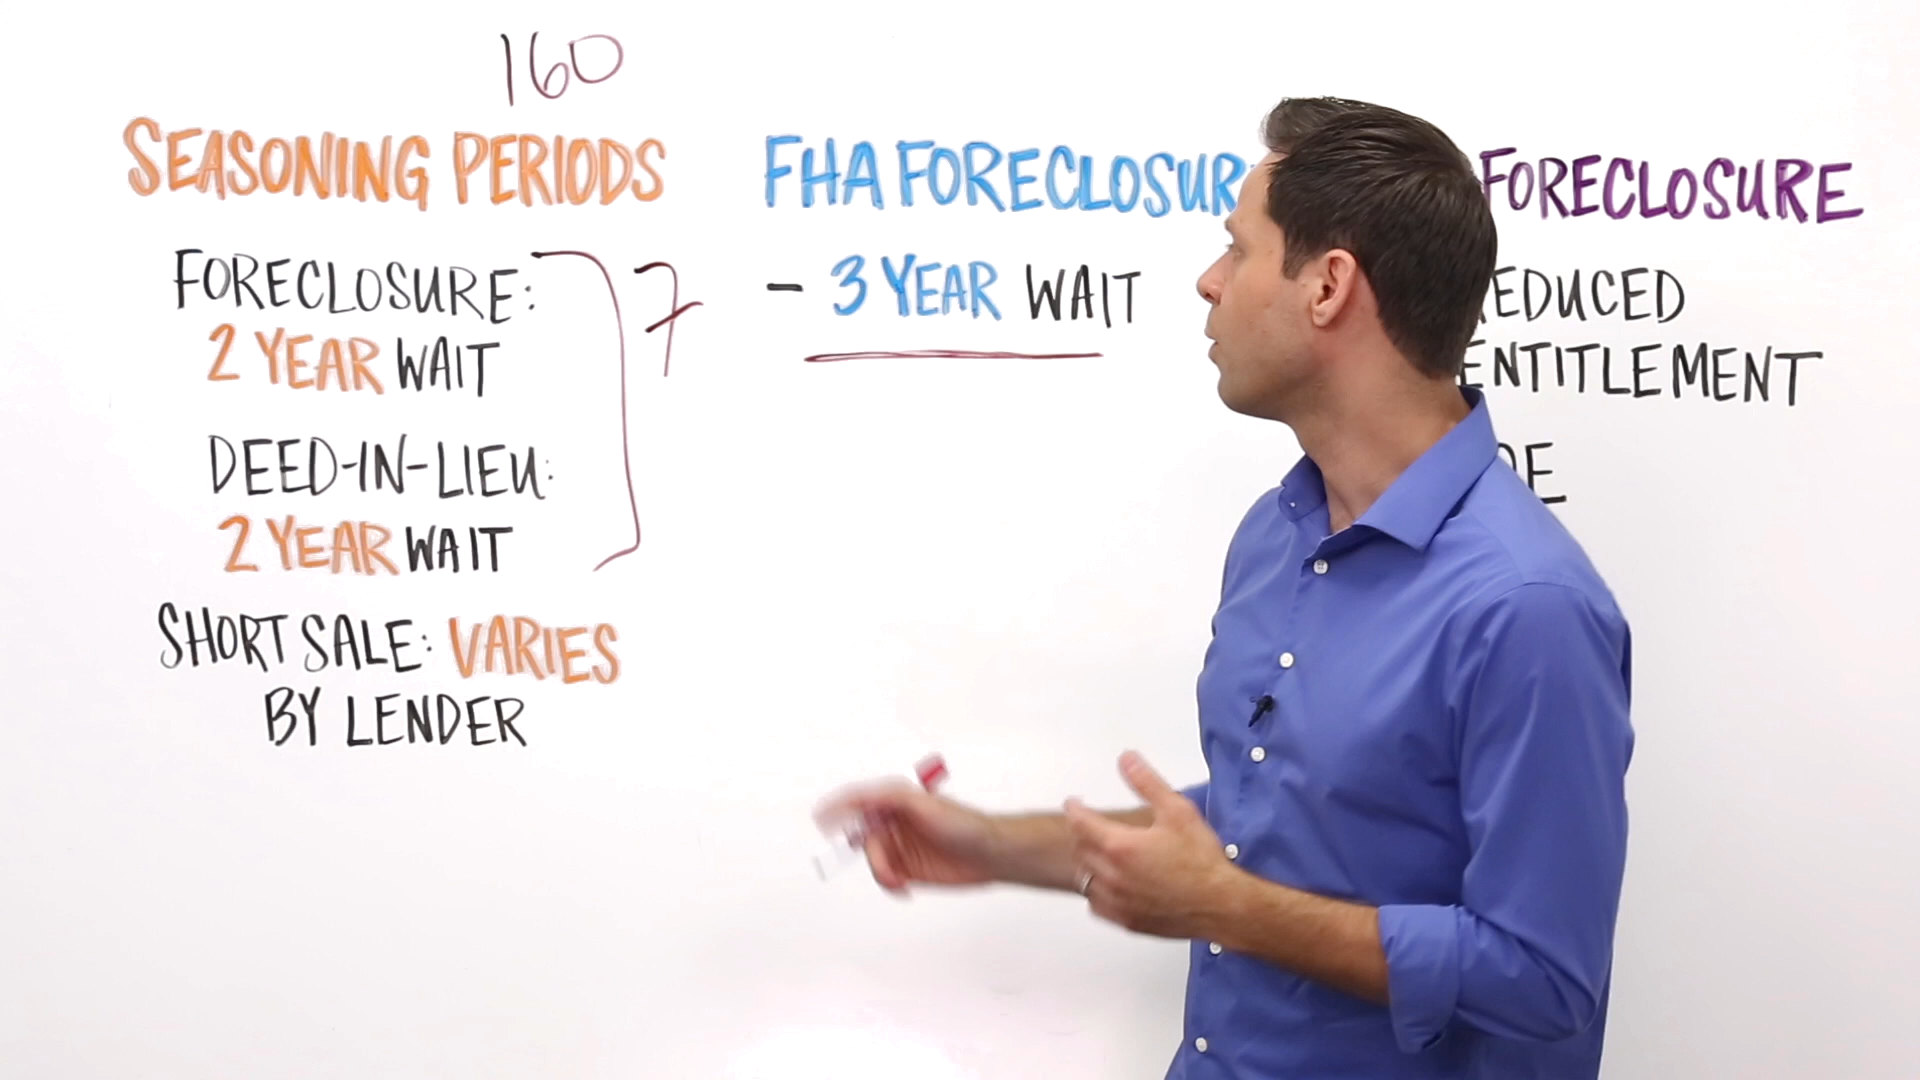 160
SEASONING PERIODS
FORECLOSURE:
2 YEAR WAIT
7
DEED-IN-LIEU:
2 YEAR WAIT
SHORT SALE: VARIES
BY LENDER
FHA FORECLOSUR
- 3 YEAR WAIT
FORECLOSURE
EDUCED
ENTITLEMENT